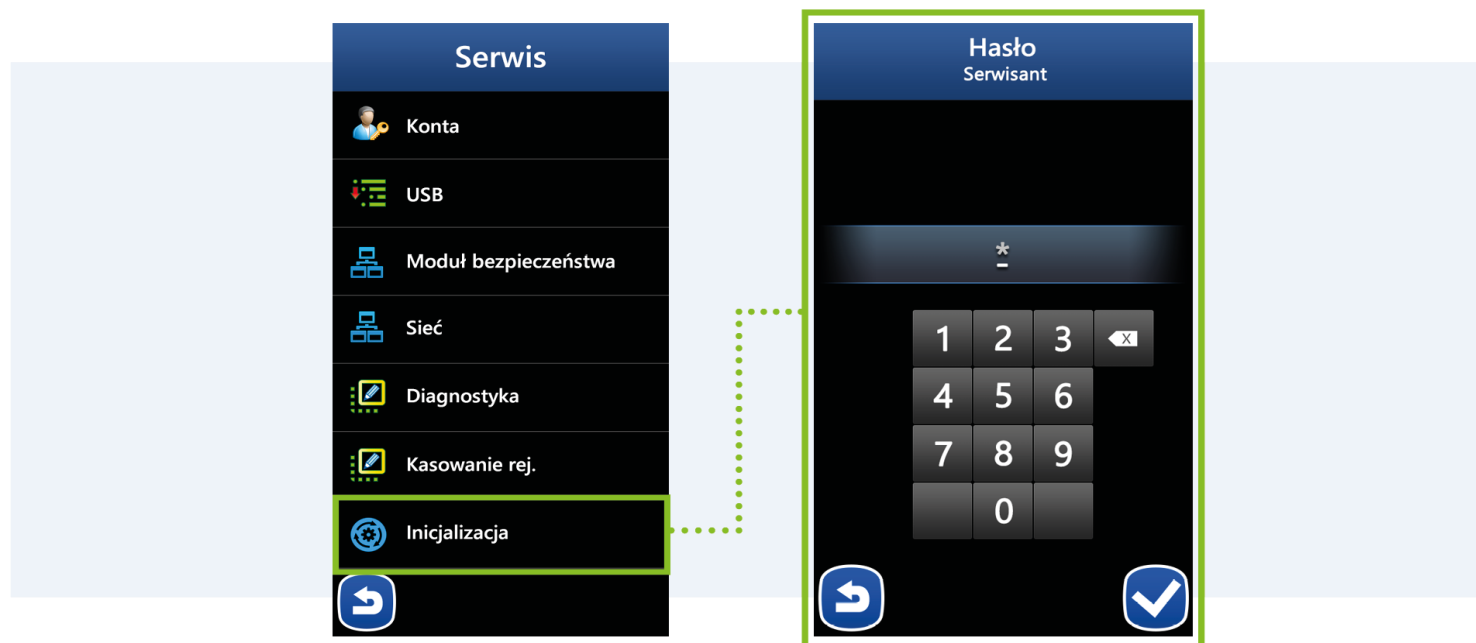 Serwis
Konta
USB
Moduł bezpieczeństwa
Sieć
Diagnostyka
Kasowanie rej.
Inicjalizacja
Hasło
Serwisant
*
1 2 3 X
4 5 6
7 8 9
0